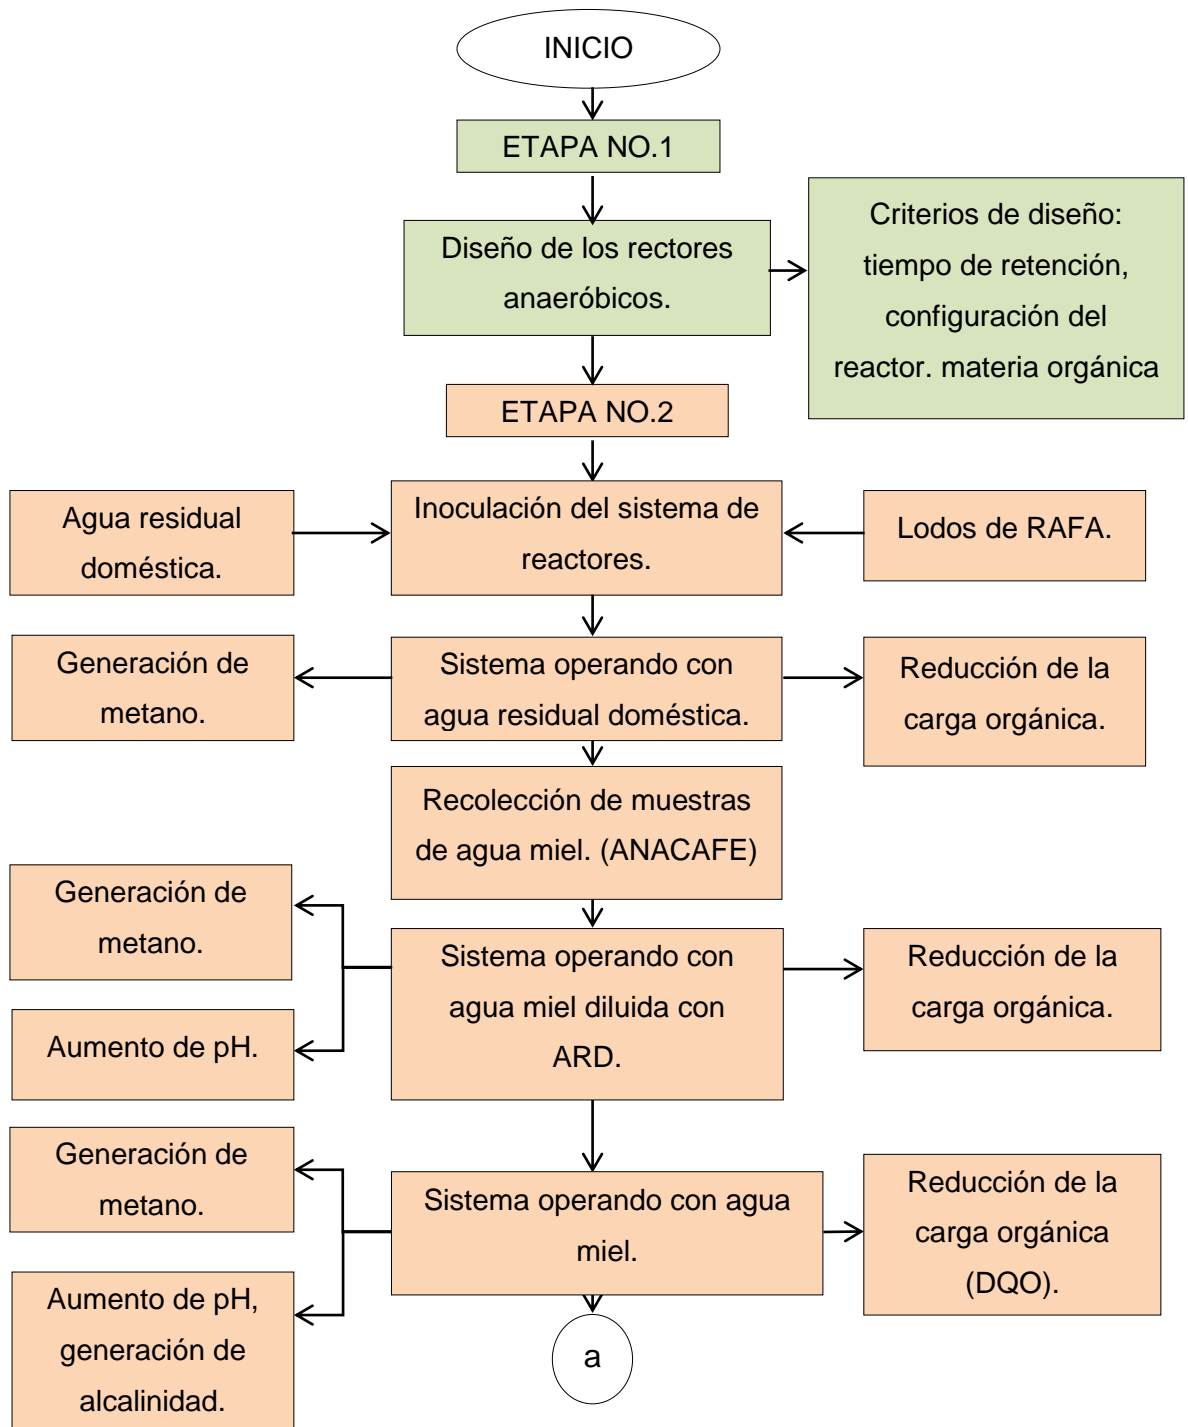 INICIO
ETAPA NO.1
Diseño de los rectores
anaeróbicos.
Criterios de diseño:
tiempo de retención,
configuración del
reactor. materia orgánica
ETAPA NO.2
Agua residual
doméstica.
Inoculación del sistema de
reactores.
Lodos de RAFA.
Generación de
metano.
Sistema operando con
agua residual doméstica.
Reducción de la
carga orgánica.
Recolección de muestras
de agua miel. (ANACAFE)
Generación de
metano.
Aumento de pH.
Sistema operando con
agua miel diluida con
ARD.
Reducción de la
carga orgánica.
Generación de
metano.
Aumento de pH,
generación de
alcalinidad.
Sistema operando con agua
miel.
Reducción de la
carga orgánica
(DQO).
a